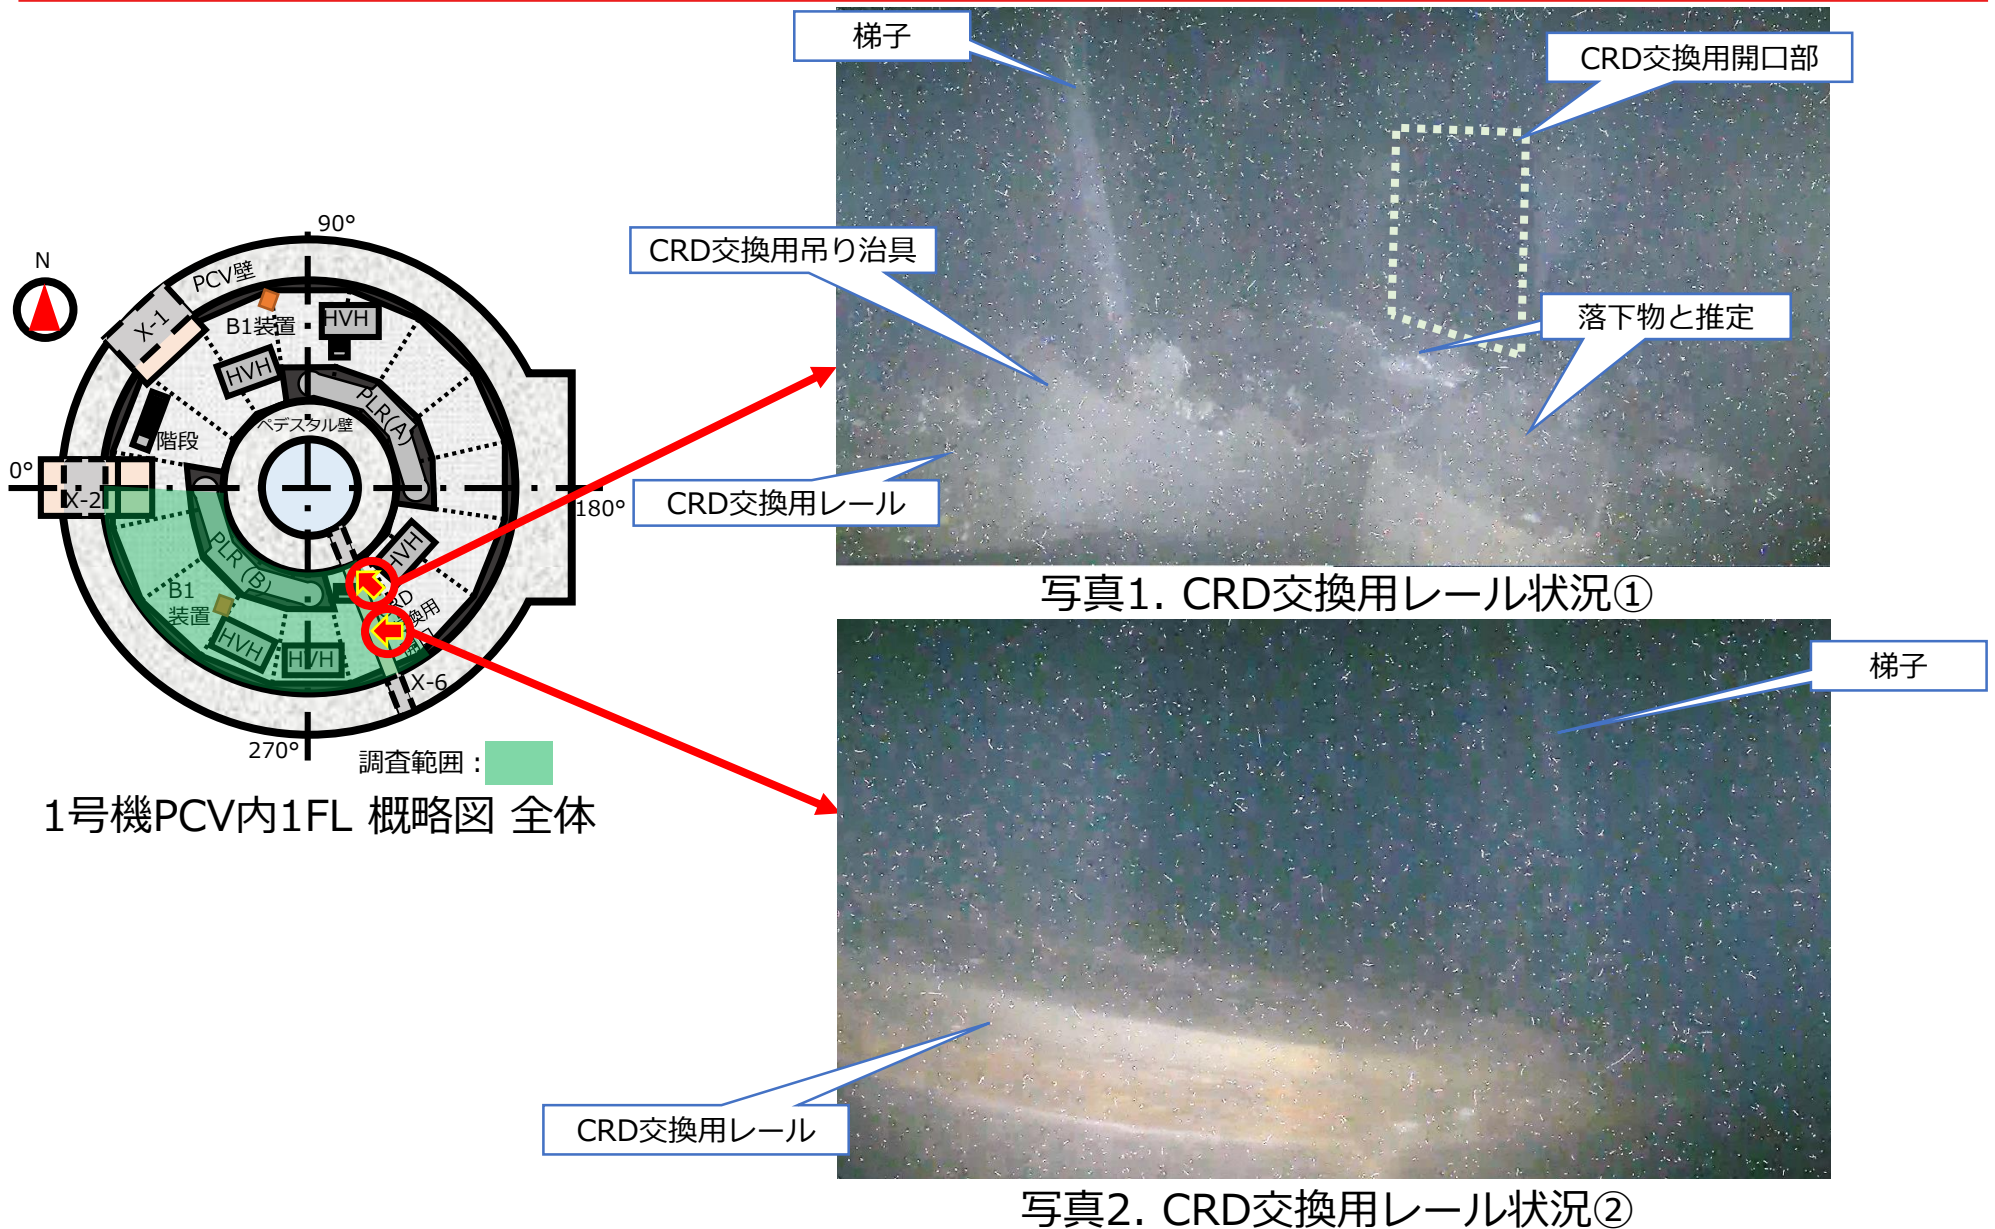 梯子
CRD交換用開口部
CRD交換用吊り治具
落下物と推定
CRD交換用レール
写真1. CRD交換用レール状況①
90°
N
PCV壁
X-1
B1装置
HVH
HVH
PLR(A)
階段
ペデスタル壁
0°
X-2
180°
HVH
PLR (B)
B1
装置
HVH
HVH
X-6
270°
調査範囲：
1号機PCV内1FL 概略図 全体
梯子
CRD交換用レール
写真2. CRD交換用レール状況②